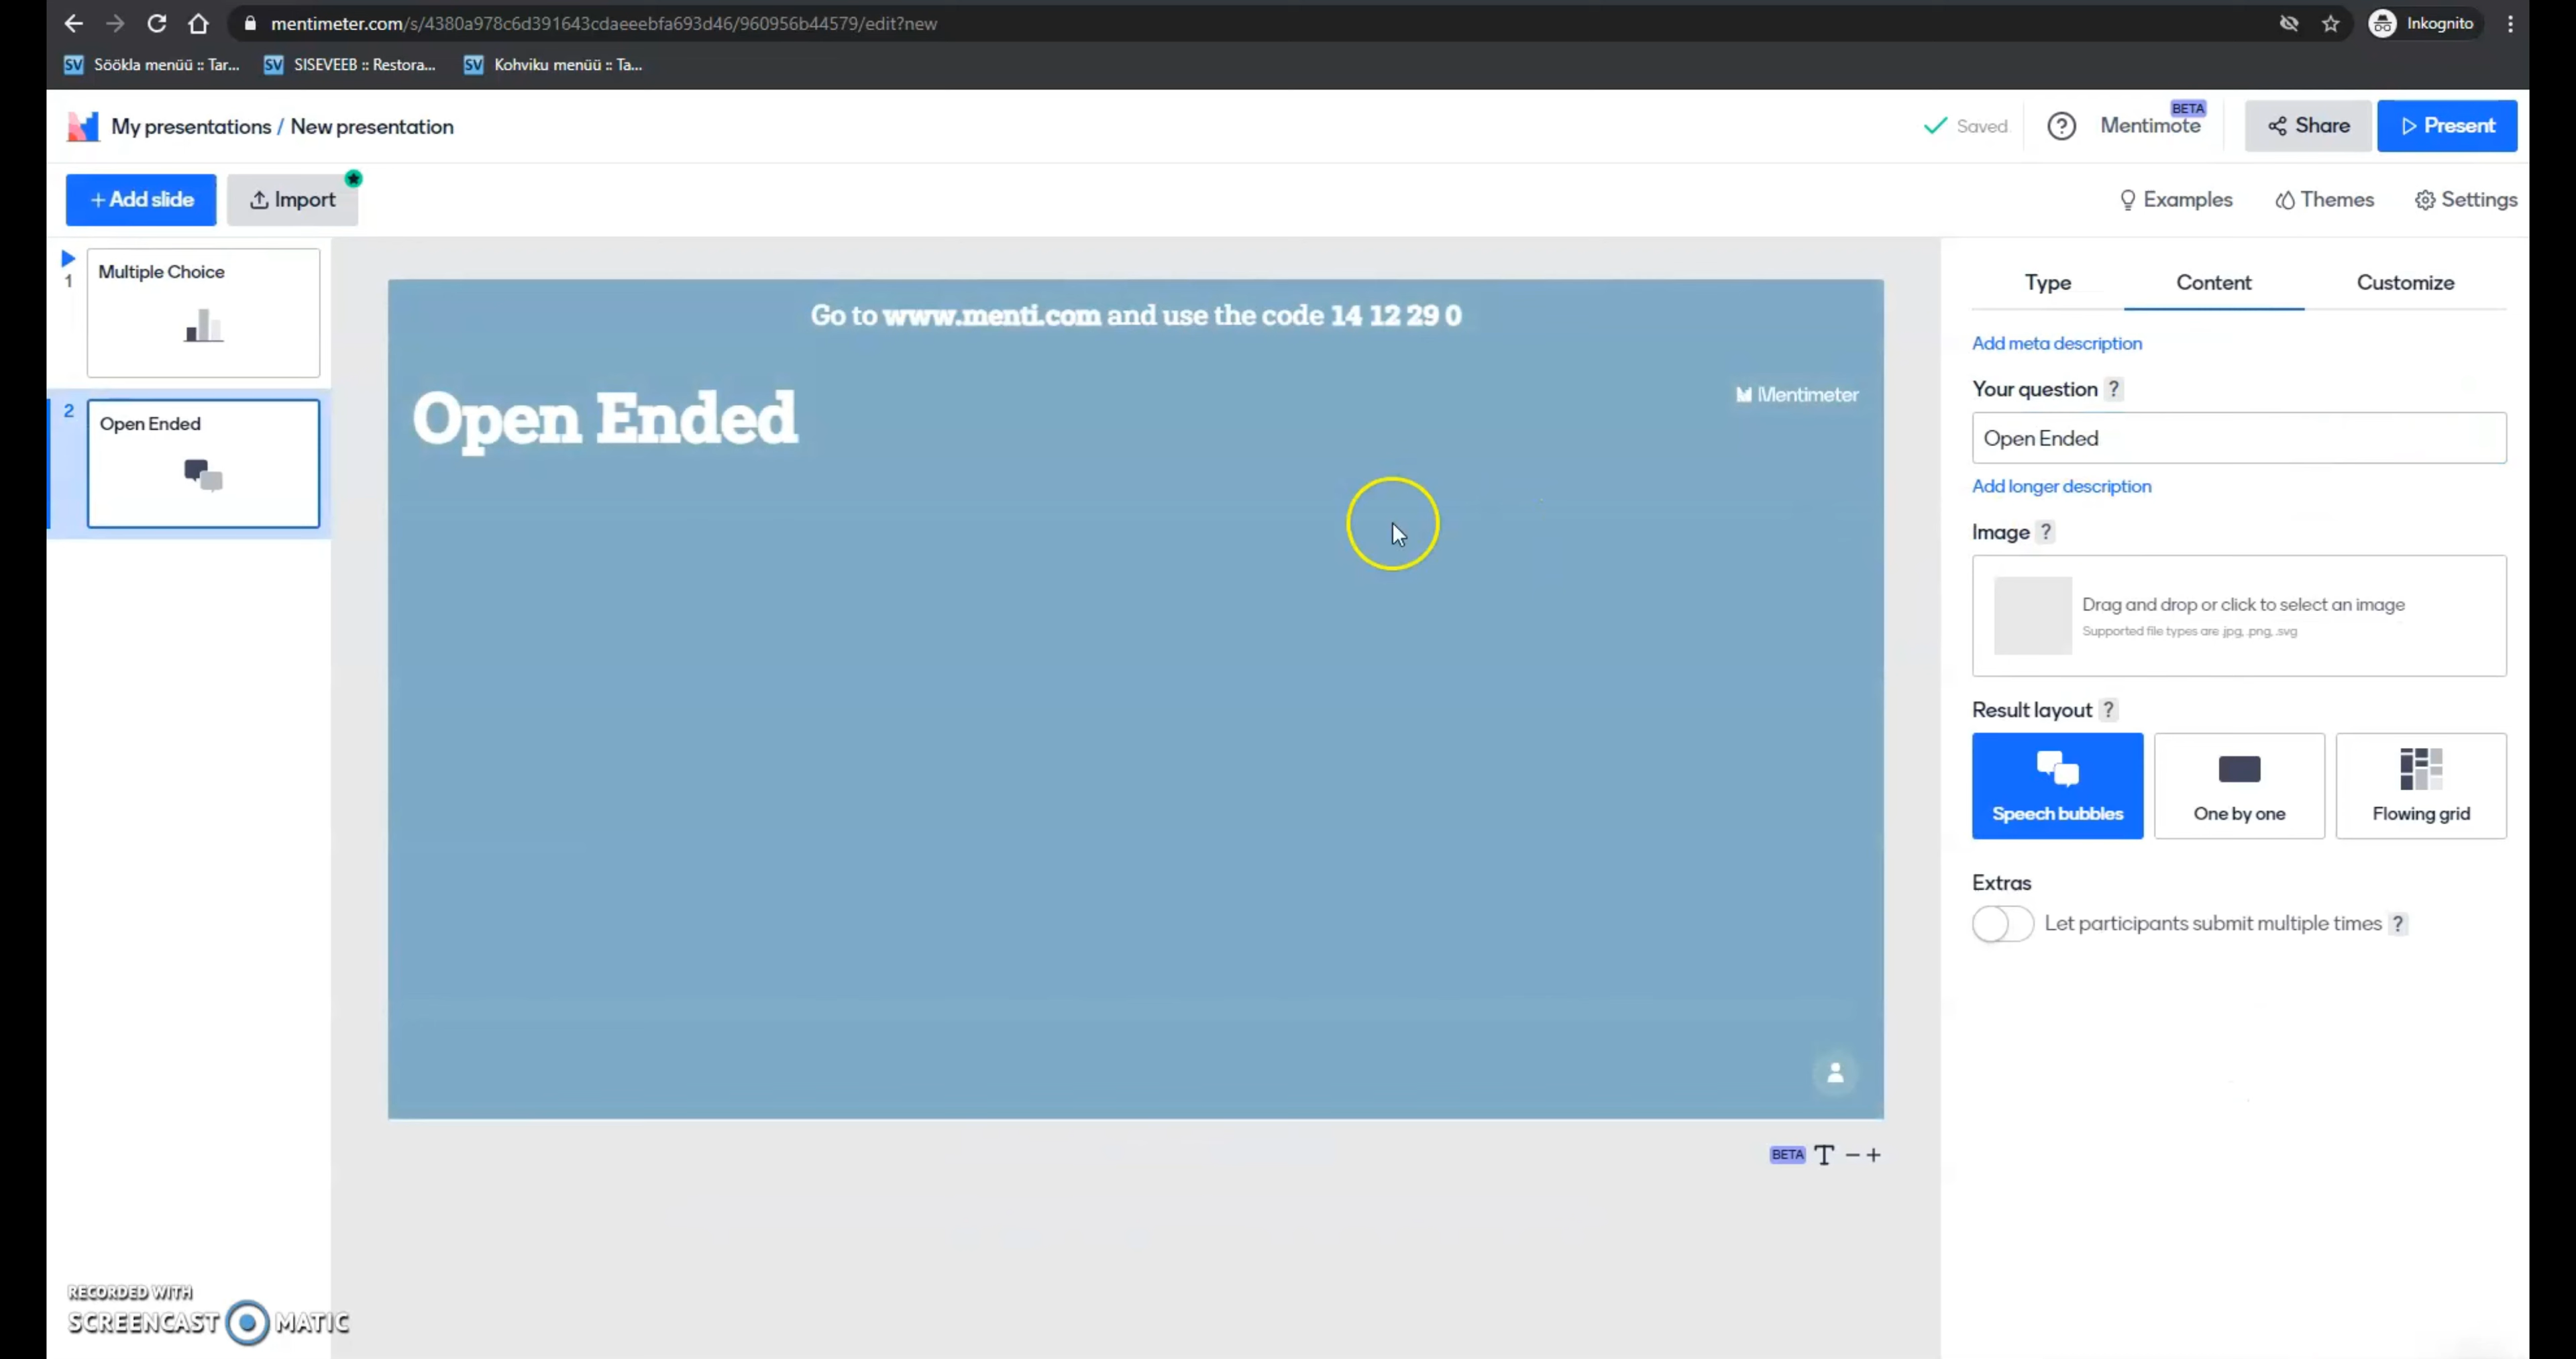 mentimeter.com/s/4380a978c6d391643cdaeeebfa693d46/960956b44579/edit?new
Inkognito
SV Söökla menüü :: Tar... SV SISEVEEB :: Restora... SV Kohviku menüü :: Ta...
My presentations / New presentation
Saved
? Mentimote BETA
Share
Present
+ Add slide
Import
Examples
Themes
Settings
1
Multiple Choice
2
Open Ended
Go to www.menti.com and use the code 14 12 29 0
Open Ended
Mentimeter
BETA T − +
Type Content Customize
Add meta description
Your question ?
Open Ended
Add longer description
Image ?
Drag and drop or click to select an image
Supported file types are .jpg, .png, .svg
Result layout ?
Speech bubbles
One by one
Flowing grid
Extras
Let participants submit multiple times ?
RECORDED WITH
SCREENCAST MATIC